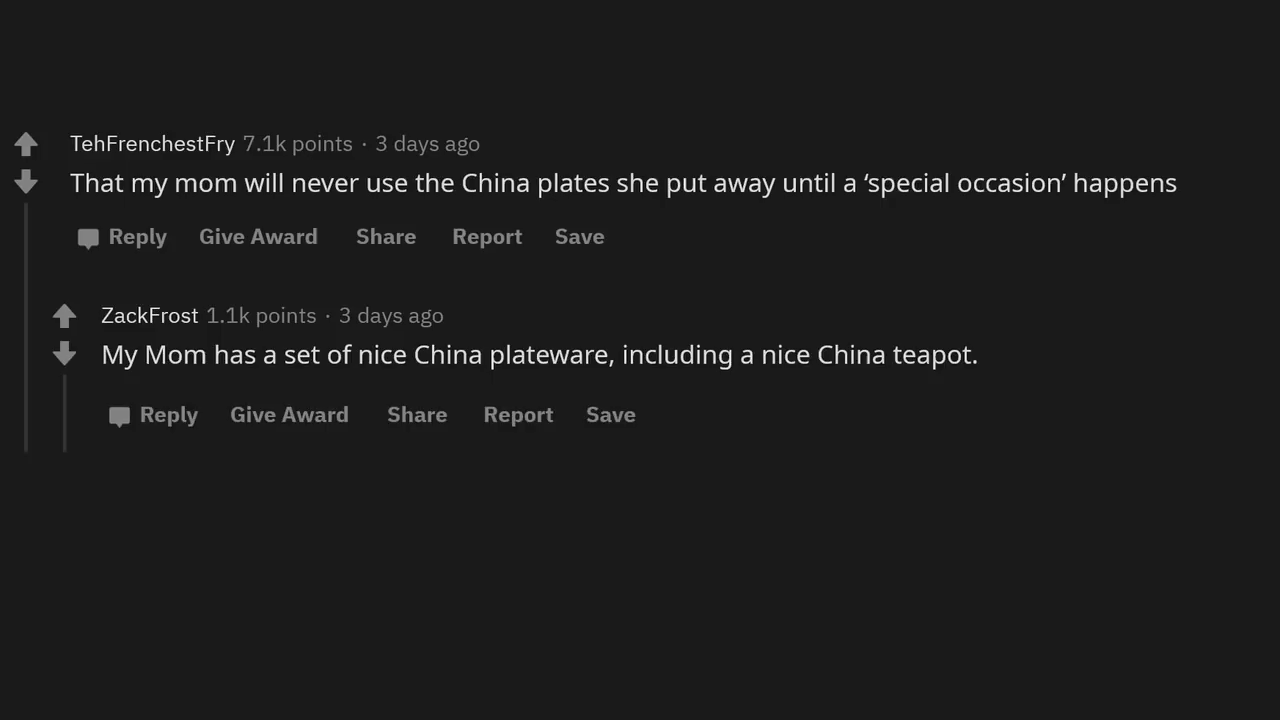 TehFrenchestFry 7.1k points · 3 days ago
That my mom will never use the China plates she put away until a ‘special occasion’ happens
Reply Give Award Share Report Save
ZackFrost 1.1k points · 3 days ago
My Mom has a set of nice China plateware, including a nice China teapot.
Reply Give Award Share Report Save